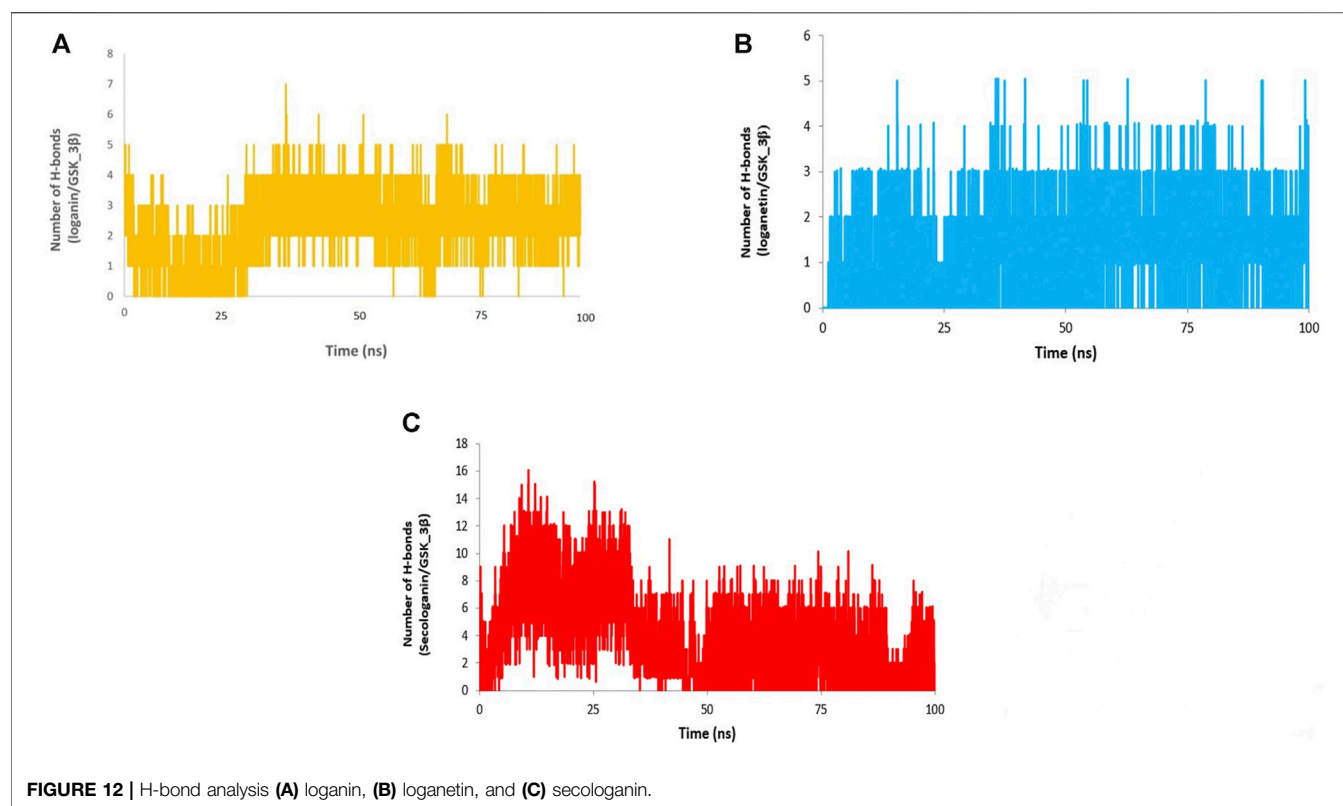 A
Number of H-bonds
(loganin/GSK_3β)
8
7
6
5
4
3
2
1
0
0 25 50 75 100
Time (ns)
B
Number of H-bonds
(loganetin/GSK_3β)
6
5
4
3
2
1
0
0 25 50 75 100
Time (ns)
C
Number of H-bonds
(Secologanin/GSK_3β)
18
16
14
12
10
8
6
4
2
0
0 25 50 75 100
Time (ns)
FIGURE 12 | H-bond analysis (A) loganin, (B) loganetin, and (C) secologanin.